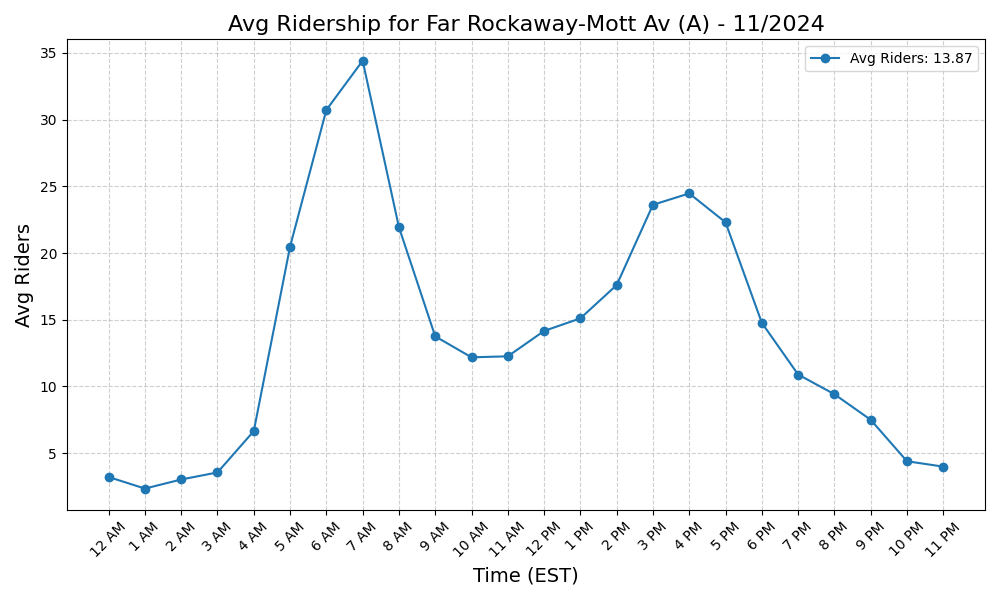 Avg Ridership for Far Rockaway-Mott Av (A) - 11/2024
Avg Riders: 13.87
Avg Riders
35
30
25
20
15
10
5
12 AM
1 AM
2 AM
3 AM
4 AM
5 AM
6 AM
7 AM
8 AM
9 AM
10 AM
11 AM
12 PM
1 PM
2 PM
3 PM
4 PM
5 PM
6 PM
7 PM
8 PM
9 PM
10 PM
11 PM
Time (EST)